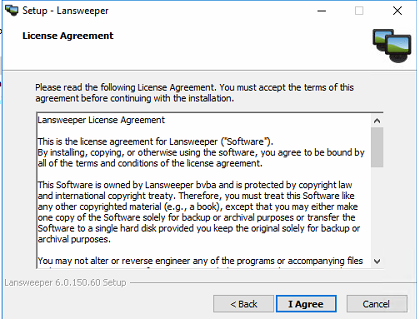 Setup - Lansweeper
License Agreement
Please read the following License Agreement. You must accept the terms of this
agreement before continuing with the installation.
Lansweeper License Agreement
This is the license agreement for Lansweeper ("Software").
By installing, copying, or otherwise using the software, you agree to be bound by
all of the terms and conditions of the license agreement.
This Software is owned by Lansweeper bvba and is protected by copyright law
and international copyright treaty. Therefore, you must treat this Software like
any other copyrighted material (e.g., a book), except that you may either make
one copy of the Software solely for backup or archival purposes or transfer the
Software to a single hard disk provided you keep the original solely for backup or
archival purposes.
You may not alter or reverse engineer any of the programs or accompanying files
Lansweeper 6.0.150.60 Setup
< Back
I Agree
Cancel